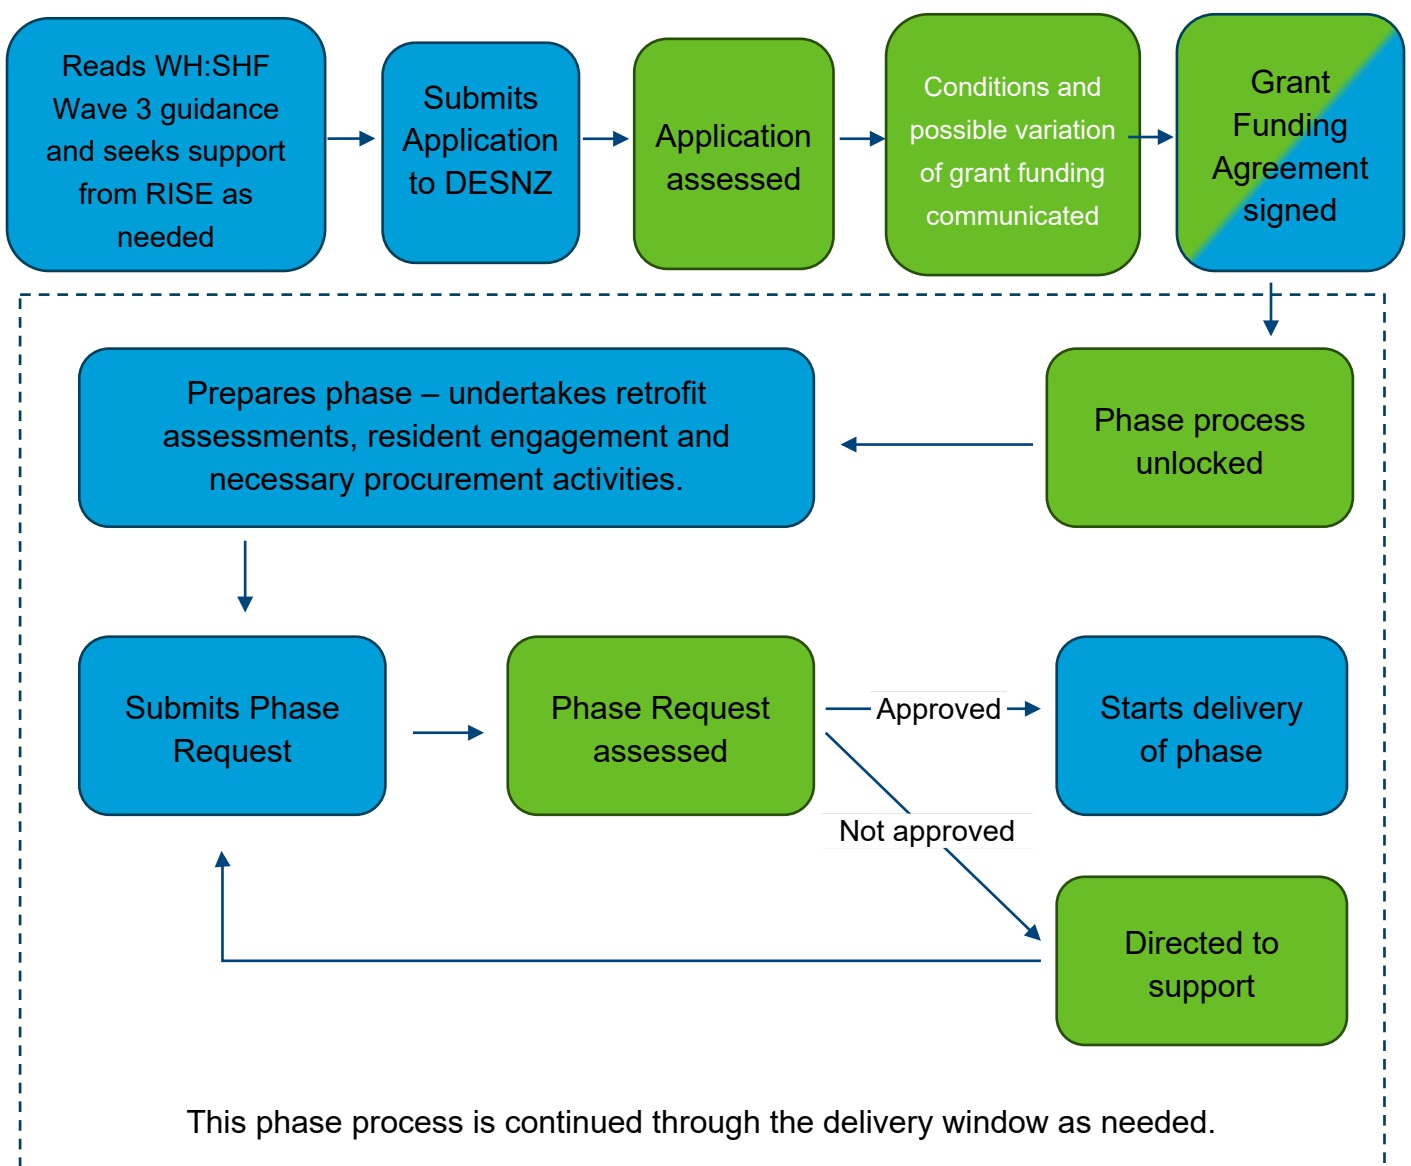 Reads WH:SHF
Wave 3 guidance
and seeks support
from RISE as
needed
Submits
Application
to DESNZ
Application
assessed
Conditions and
possible variation
of grant funding
communicated
Grant
Funding
Agreement
signed
Phase process
unlocked
Prepares phase – undertakes retrofit
assessments, resident engagement and
necessary procurement activities.
Submits Phase
Request
Phase Request
assessed
Approved
Starts delivery
of phase
Not approved
Directed to
support
This phase process is continued through the delivery window as needed.